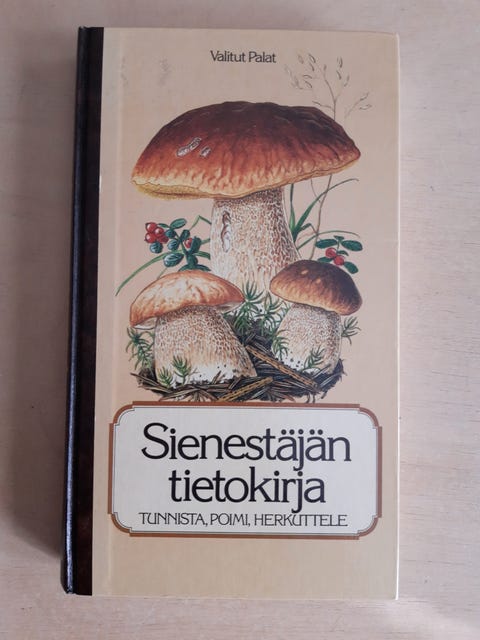 Valitut Palat
Sienestäjän
tietokirja
TUNNISTA, POIMI, HERKUTTELE